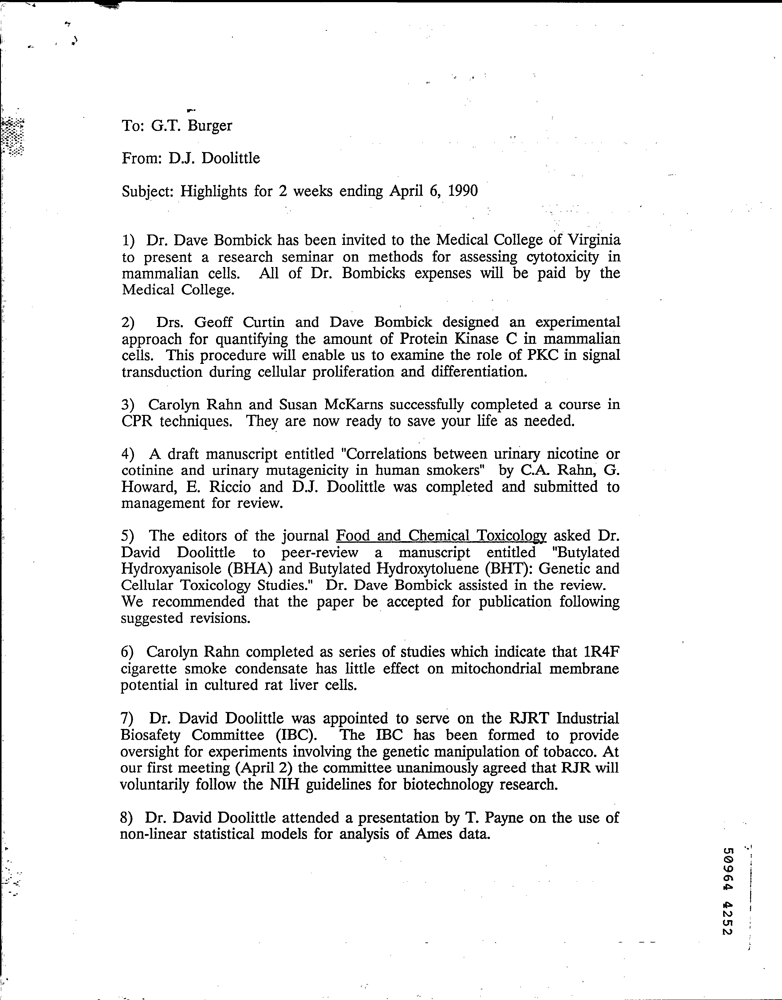 To: G.T. Burger
From: D.J. Doolittle
Subject: Highlights for 2 weeks ending April 6, 1990
1) Dr. Dave Bombick has been invited to the Medical College of Virginia
to present a research seminar on methods for assessing cytotoxicity in
mammalian cells. All of Dr. Bombicks expenses will be paid by the
Medical College.
2) Drs. Geoff Curtin and Dave Bombick designed an experimental
approach for quantifying the amount of Protein Kinase C in mammalian
cells. This procedure will enable us to examine the role of PKC in signal
transduction during cellular proliferation and differentiation.
3) Carolyn Rahn and Susan McKarns successfully completed a course in
CPR techniques. They are now ready to save your life as needed.
4) A draft manuscript entitled "Correlations between urinary nicotine or
cotinine and urinary mutagenicity in human smokers" by C.A. Rahn, G.
Howard, E. Riccio and D.J. Doolittle was completed and submitted to
management for review.
5) The editors of the journal Food and Chemical Toxicology asked Dr.
David Doolittle to peer-review a manuscript entitled "Butylated
Hydroxyanisole (BHA) and Butylated Hydroxytoluene (BHT): Genetic and
Cellular Toxicology Studies." Dr. Dave Bombick assisted in the review.
We recommended that the paper be accepted for publication following
suggested revisions.
6) Carolyn Rahn completed as series of studies which indicate that 1R4F
cigarette smoke condensate has little effect on mitochondrial membrane
potential in cultured rat liver cells.
7) Dr. David Doolittle was appointed to serve on the RJRT Industrial
Biosafety Committee (IBC). The IBC has been formed to provide
oversight for experiments involving the genetic manipulation of tobacco. At
our first meeting (April 2) the committee unanimously agreed that RJR will
voluntarily follow the NIH guidelines for biotechnology research.
8) Dr. David Doolittle attended a presentation by T. Payne on the use of
non-linear statistical models for analysis of Ames data.
50964 4252